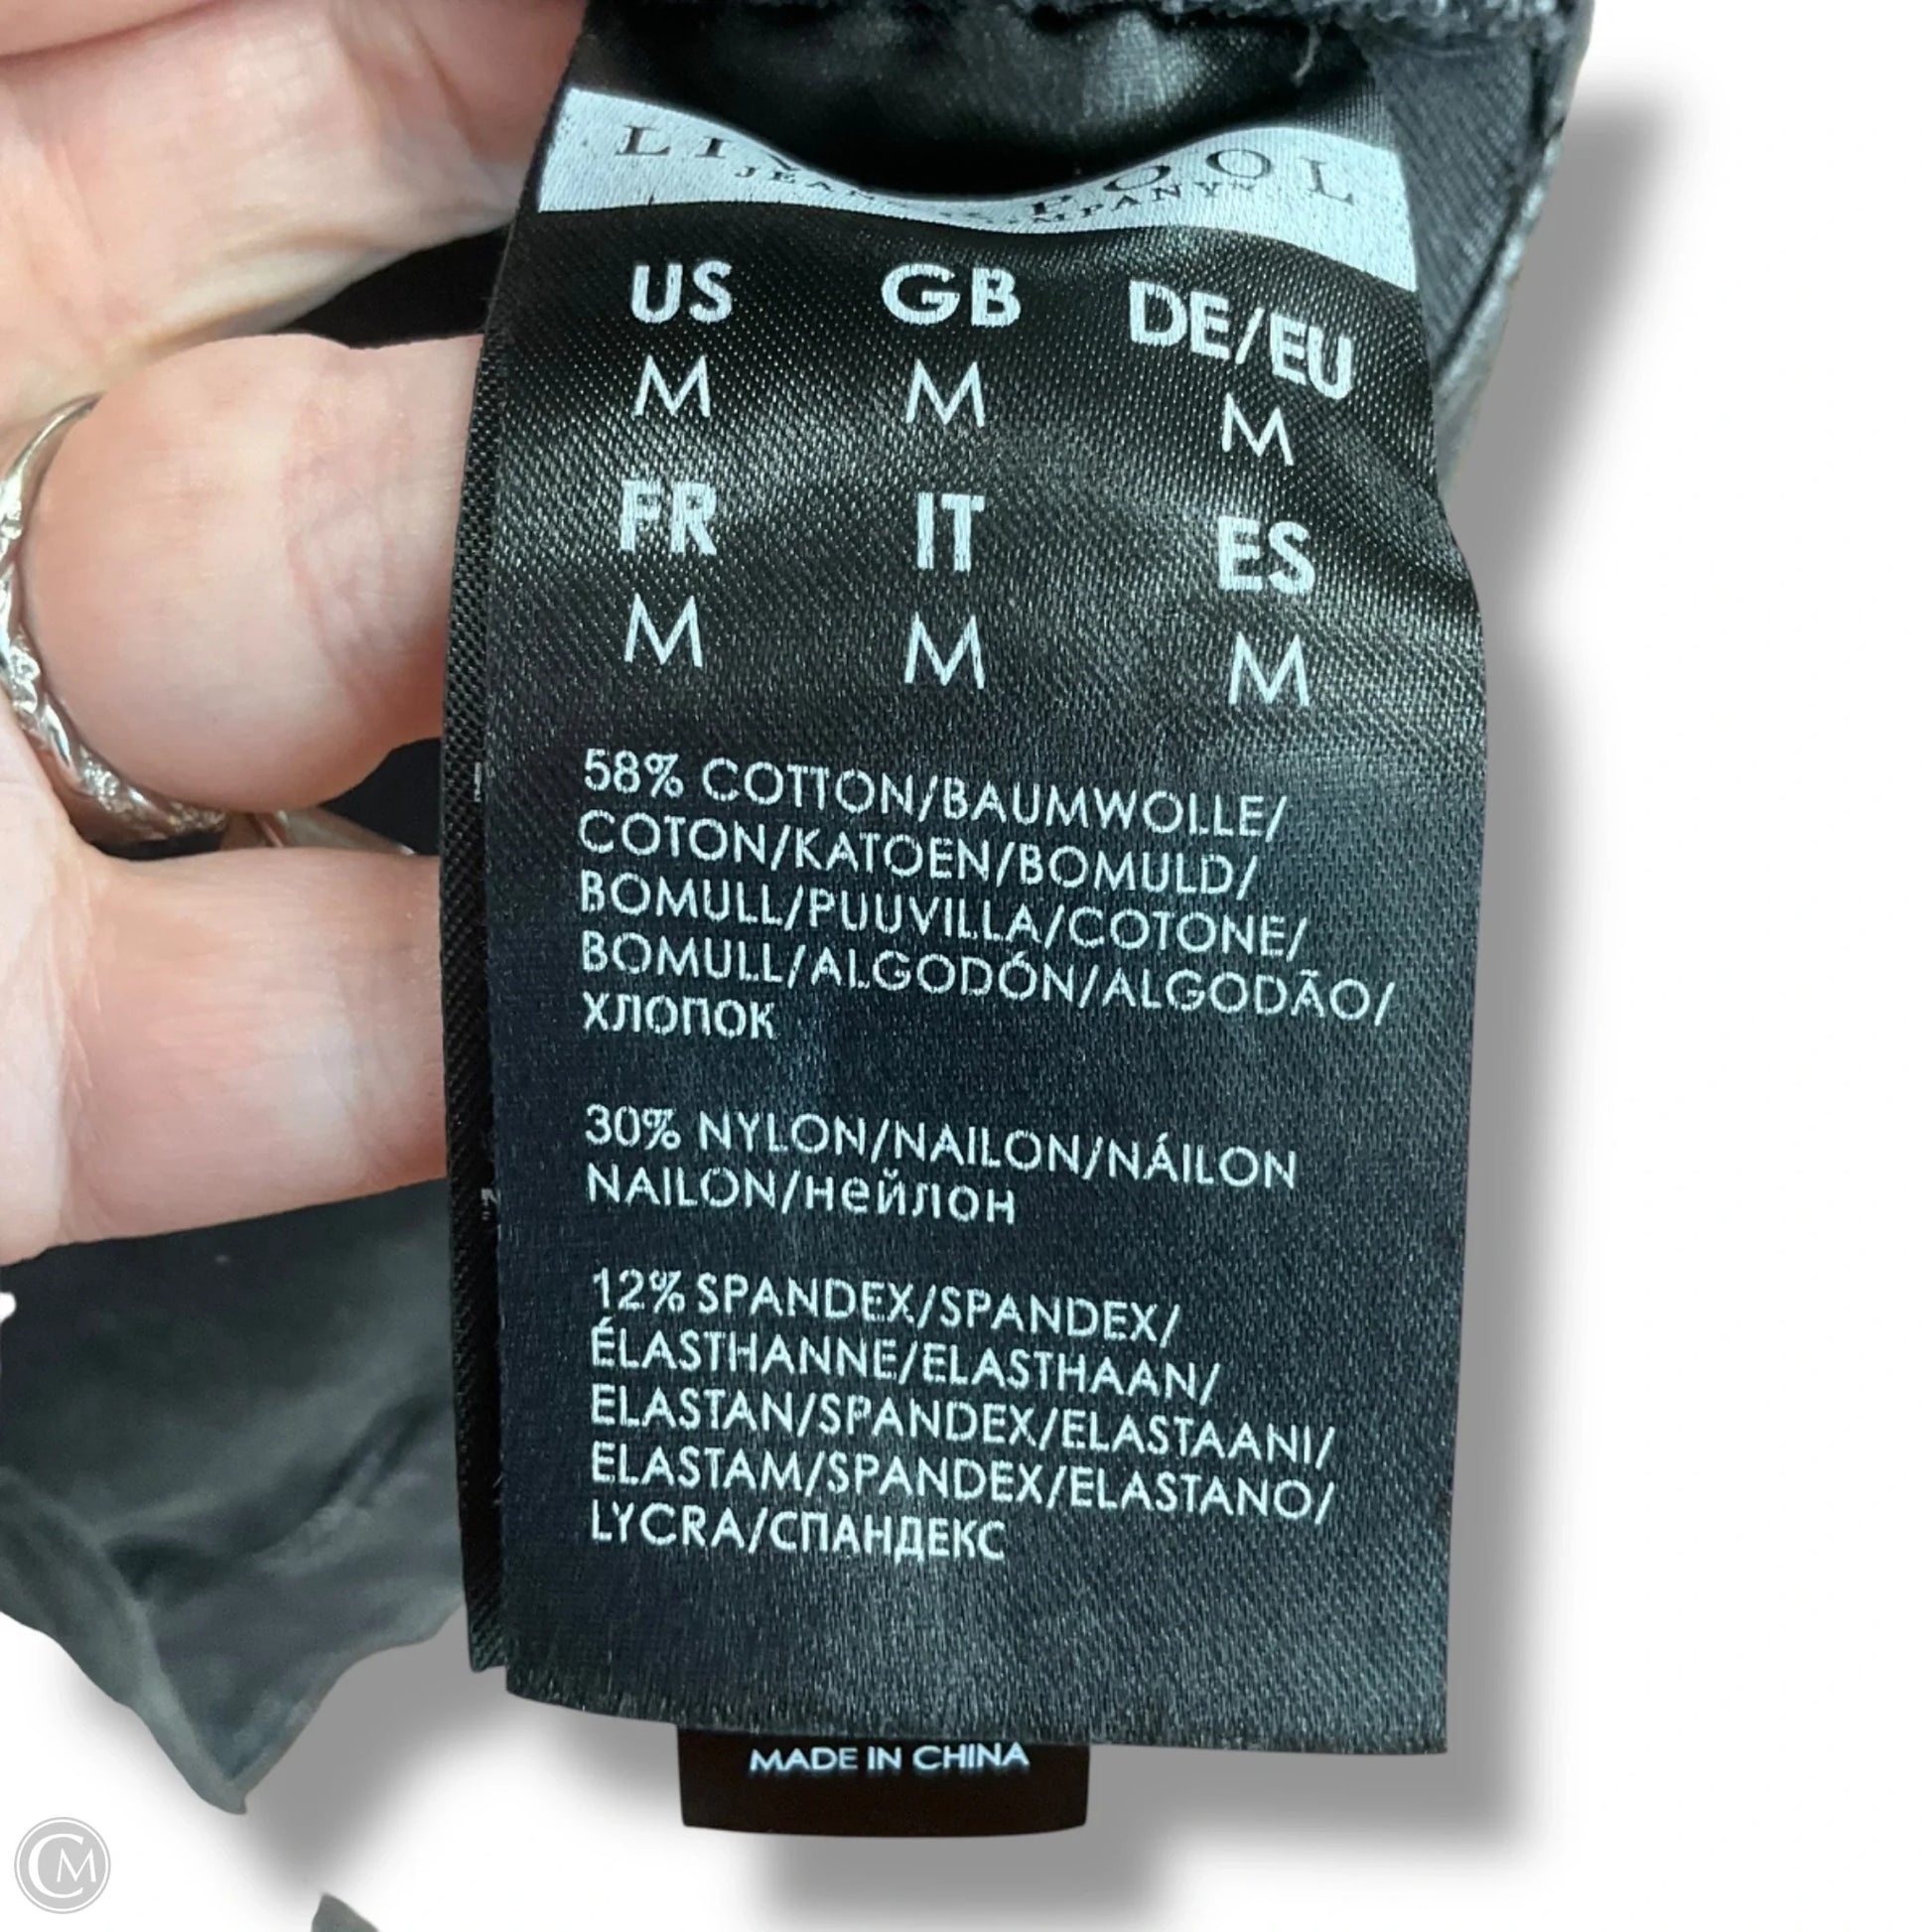 US GB DE/EU
M M M
FR IT ES
M M M
58% COTTON/BAUMWOLLE/
COTON/KATOEN/BOMULD/
BOMULL/PUUVILLA/COTONE/
BOMULL/ALGODÓN/ALGODÃO/
ХЛОПОК
30% NYLON/NAILON/NÁILON
NAILON/нейлон
12% SPANDEX/SPANDEX/
ÉLASTHANNE/ELASTHAAN/
ELASTAN/SPANDEX/ELASTAANI/
ELASTAM/SPANDEX/ELASTANO/
LYCRA/СПАНДЕКС
MADE IN CHINA
CM